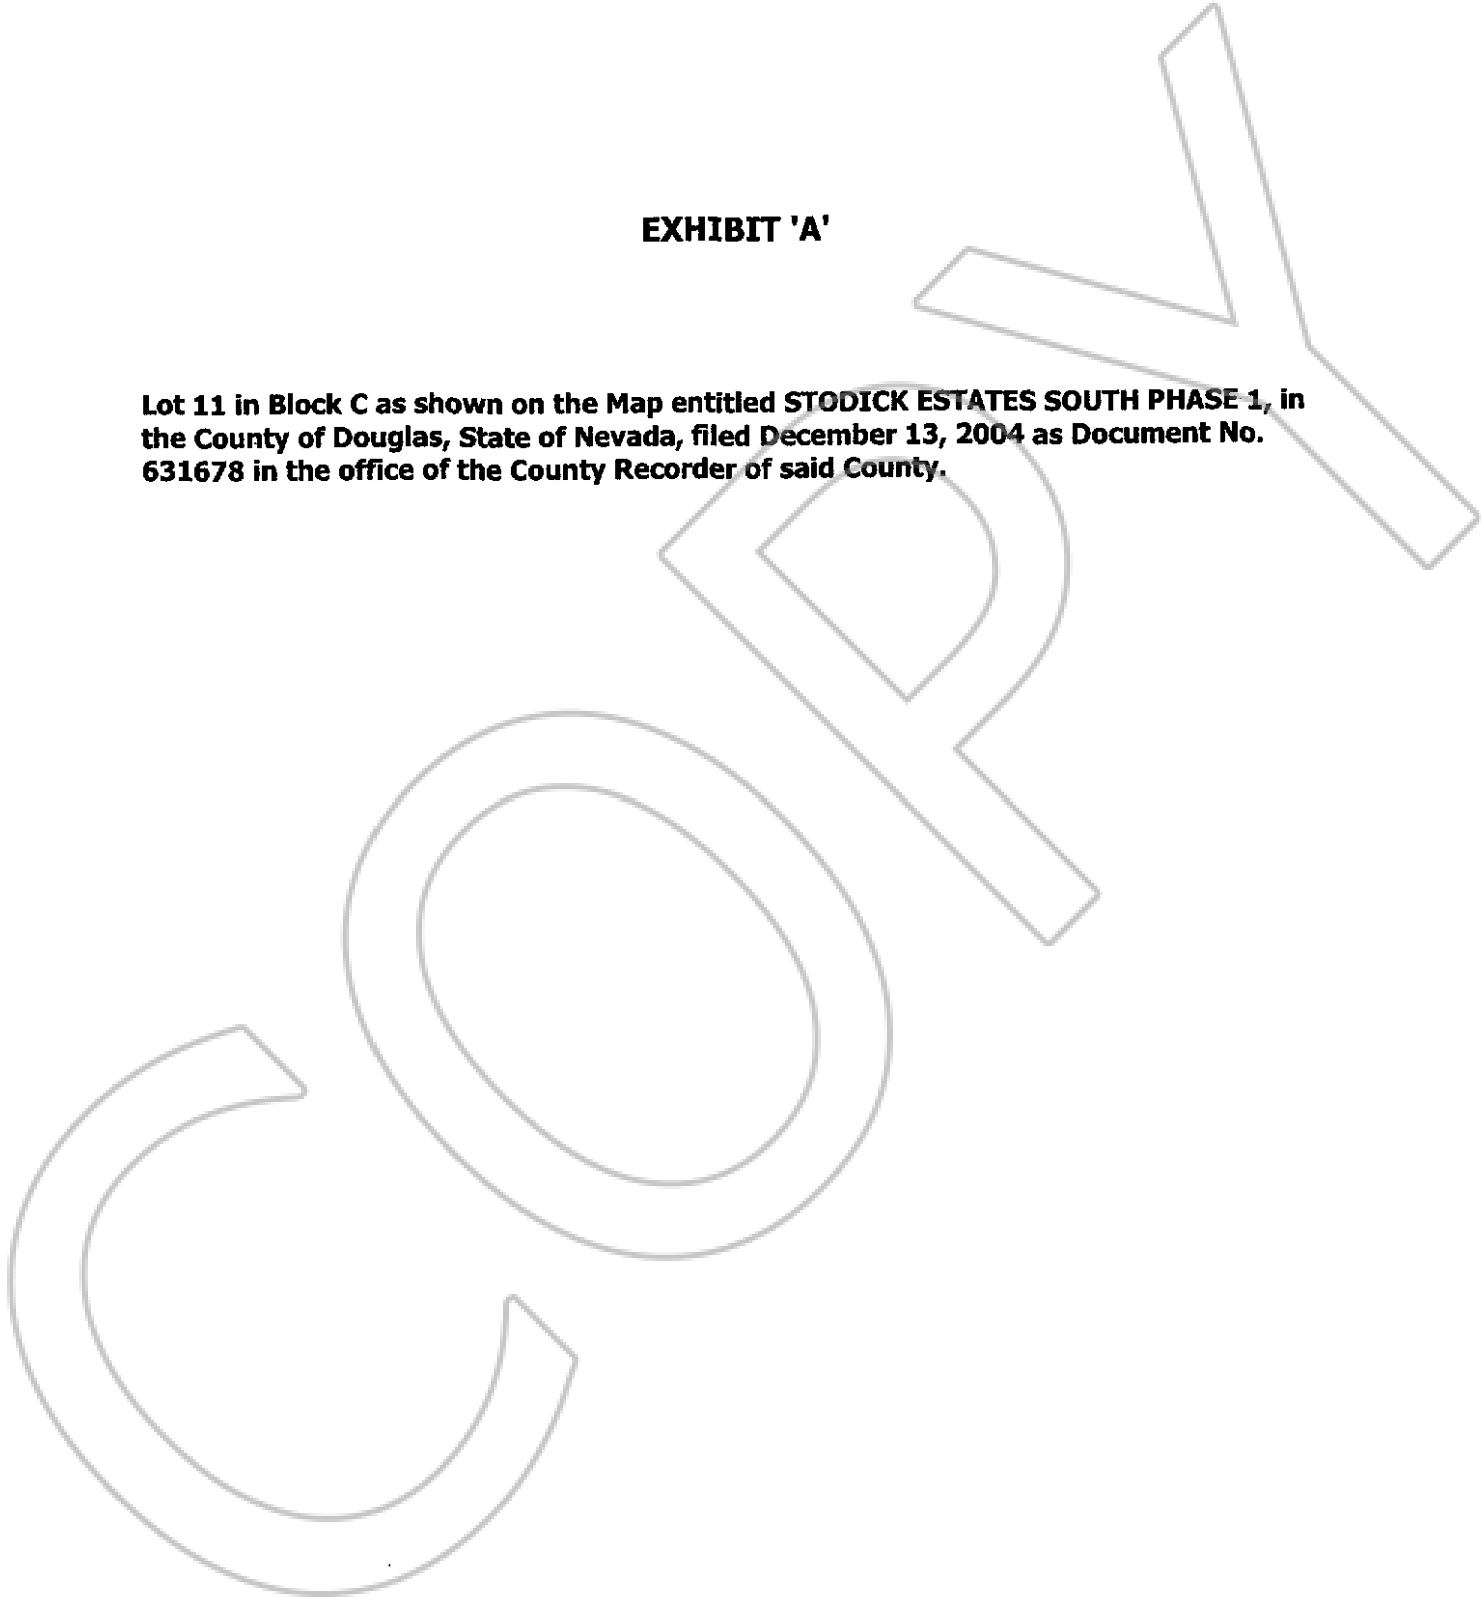 EXHIBIT 'A'
Lot 11 in Block C as shown on the Map entitled STODICK ESTATES SOUTH PHASE 1, in
the County of Douglas, State of Nevada, filed December 13, 2004 as Document No.
631678 in the office of the County Recorder of said County.
COPY